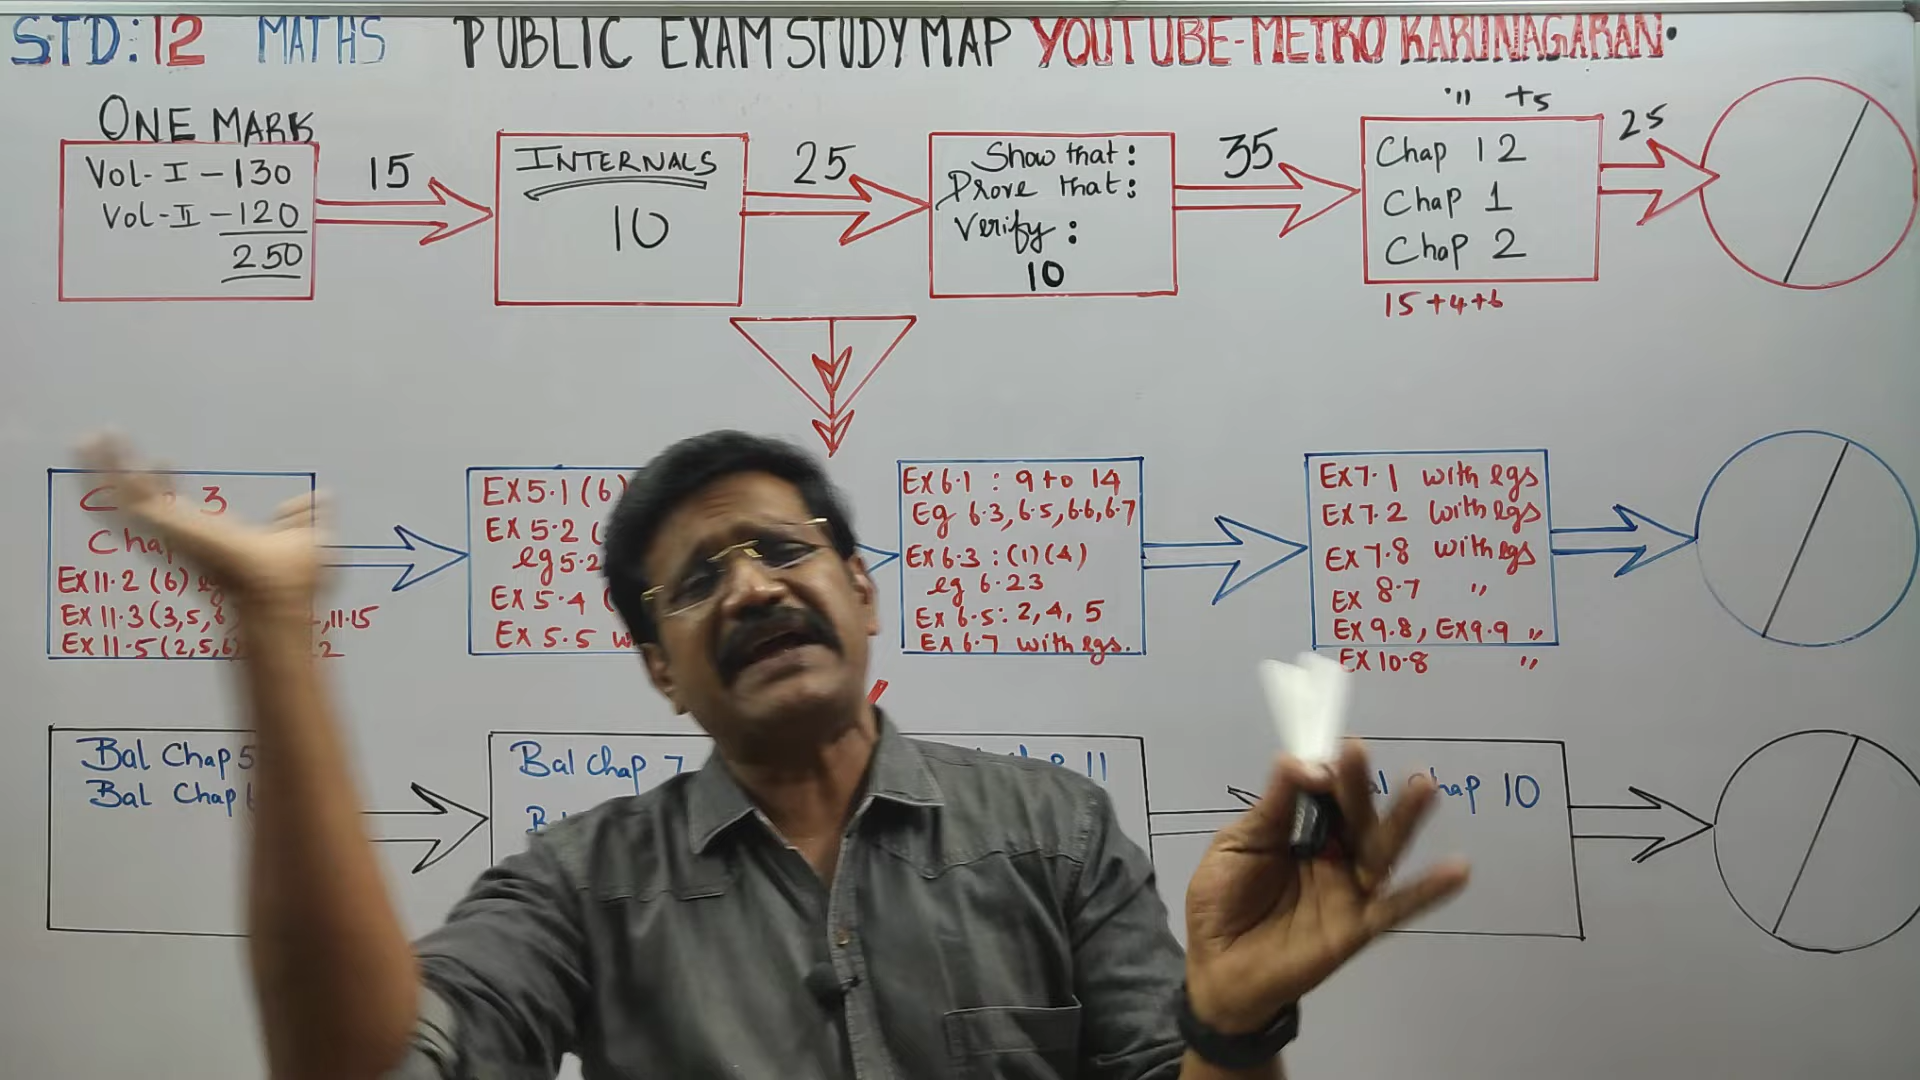 STD:12 MATHS PUBLIC EXAM STUDY MAP YOUTUBE-METRO KARUNAGARAN.
ONE MARK
Vol-I-130
Vol-II-120
250
15
INTERNALS
10
25
Show that:
Prove that:
Verify:
10
35
" +5
Chap 12
Chap 1
Chap 2
15+4+6
25
3
EX 11.2 (6)
EX 11.3 (3,5,6 ,11.15
EX 11.5 (2,5,6) 2
EX 5.1 (6)
EX 5.2
eg 5.2
EX 5.4
EX 5.5
EX 6.1 : 9 to 14
Eg 6.3, 6.5, 6.6, 6.7
EX 6.3 : (1) (4)
eg 6.23
EX 6.5: 2, 4, 5
EX 6.7 with egs.
EX 7.1 with egs
EX 7.2 with egs
EX 7.8 with egs
EX 8.7 "
EX 9.8, EX 9.9 "
EX 10.8 "
Bal Chap 5
Bal Chap
Bal Chap 7
11
Chap 10